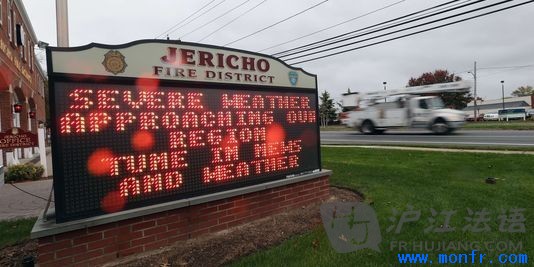 JERICHO
FIRE DISTRICT
SEVERE WEATHER
APPROACHING OUR
REGION
TUNE IN NEWS
AND WEATHER
OFFICE
沪江法语
FR.HUJIANG.COM
www.monfr.com